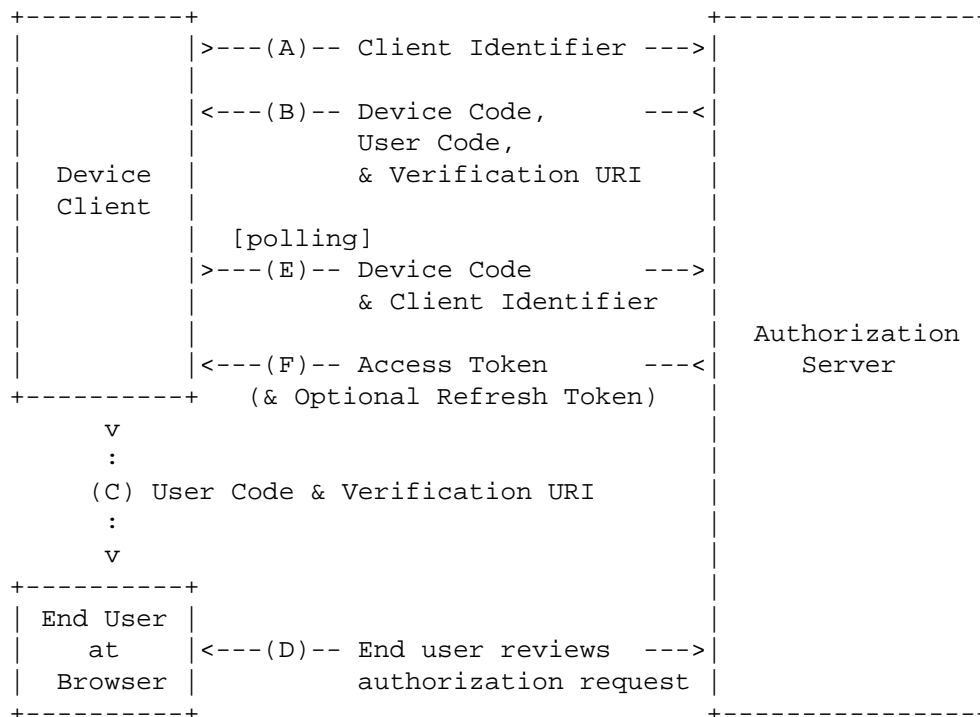 +----------+                                +----------------
|          |>---(A)-- Client Identifier --->|
|          |                                |
|          |<---(B)-- Device Code,      ---<|
|          |          User Code,            |
|  Device  |          & Verification URI    |
|  Client  |                                |
|          |  [polling]                     |
|          |>---(E)-- Device Code       --->|
|          |          & Client Identifier   |
|          |                                |  Authorization
|          |<---(F)-- Access Token      ---<|     Server
+----------+   (& Optional Refresh Token)   |
      v                                     |
      :                                     |
     (C) User Code & Verification URI       |
      :                                     |
      v                                     |
+----------+                                |
| End User |                                |
|    at    |<---(D)-- End user reviews  --->|
|  Browser |          authorization request |
+----------+                                +----------------